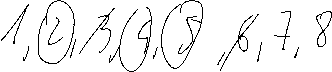 1, 2, 3, 4, 5, 6, 7, 8